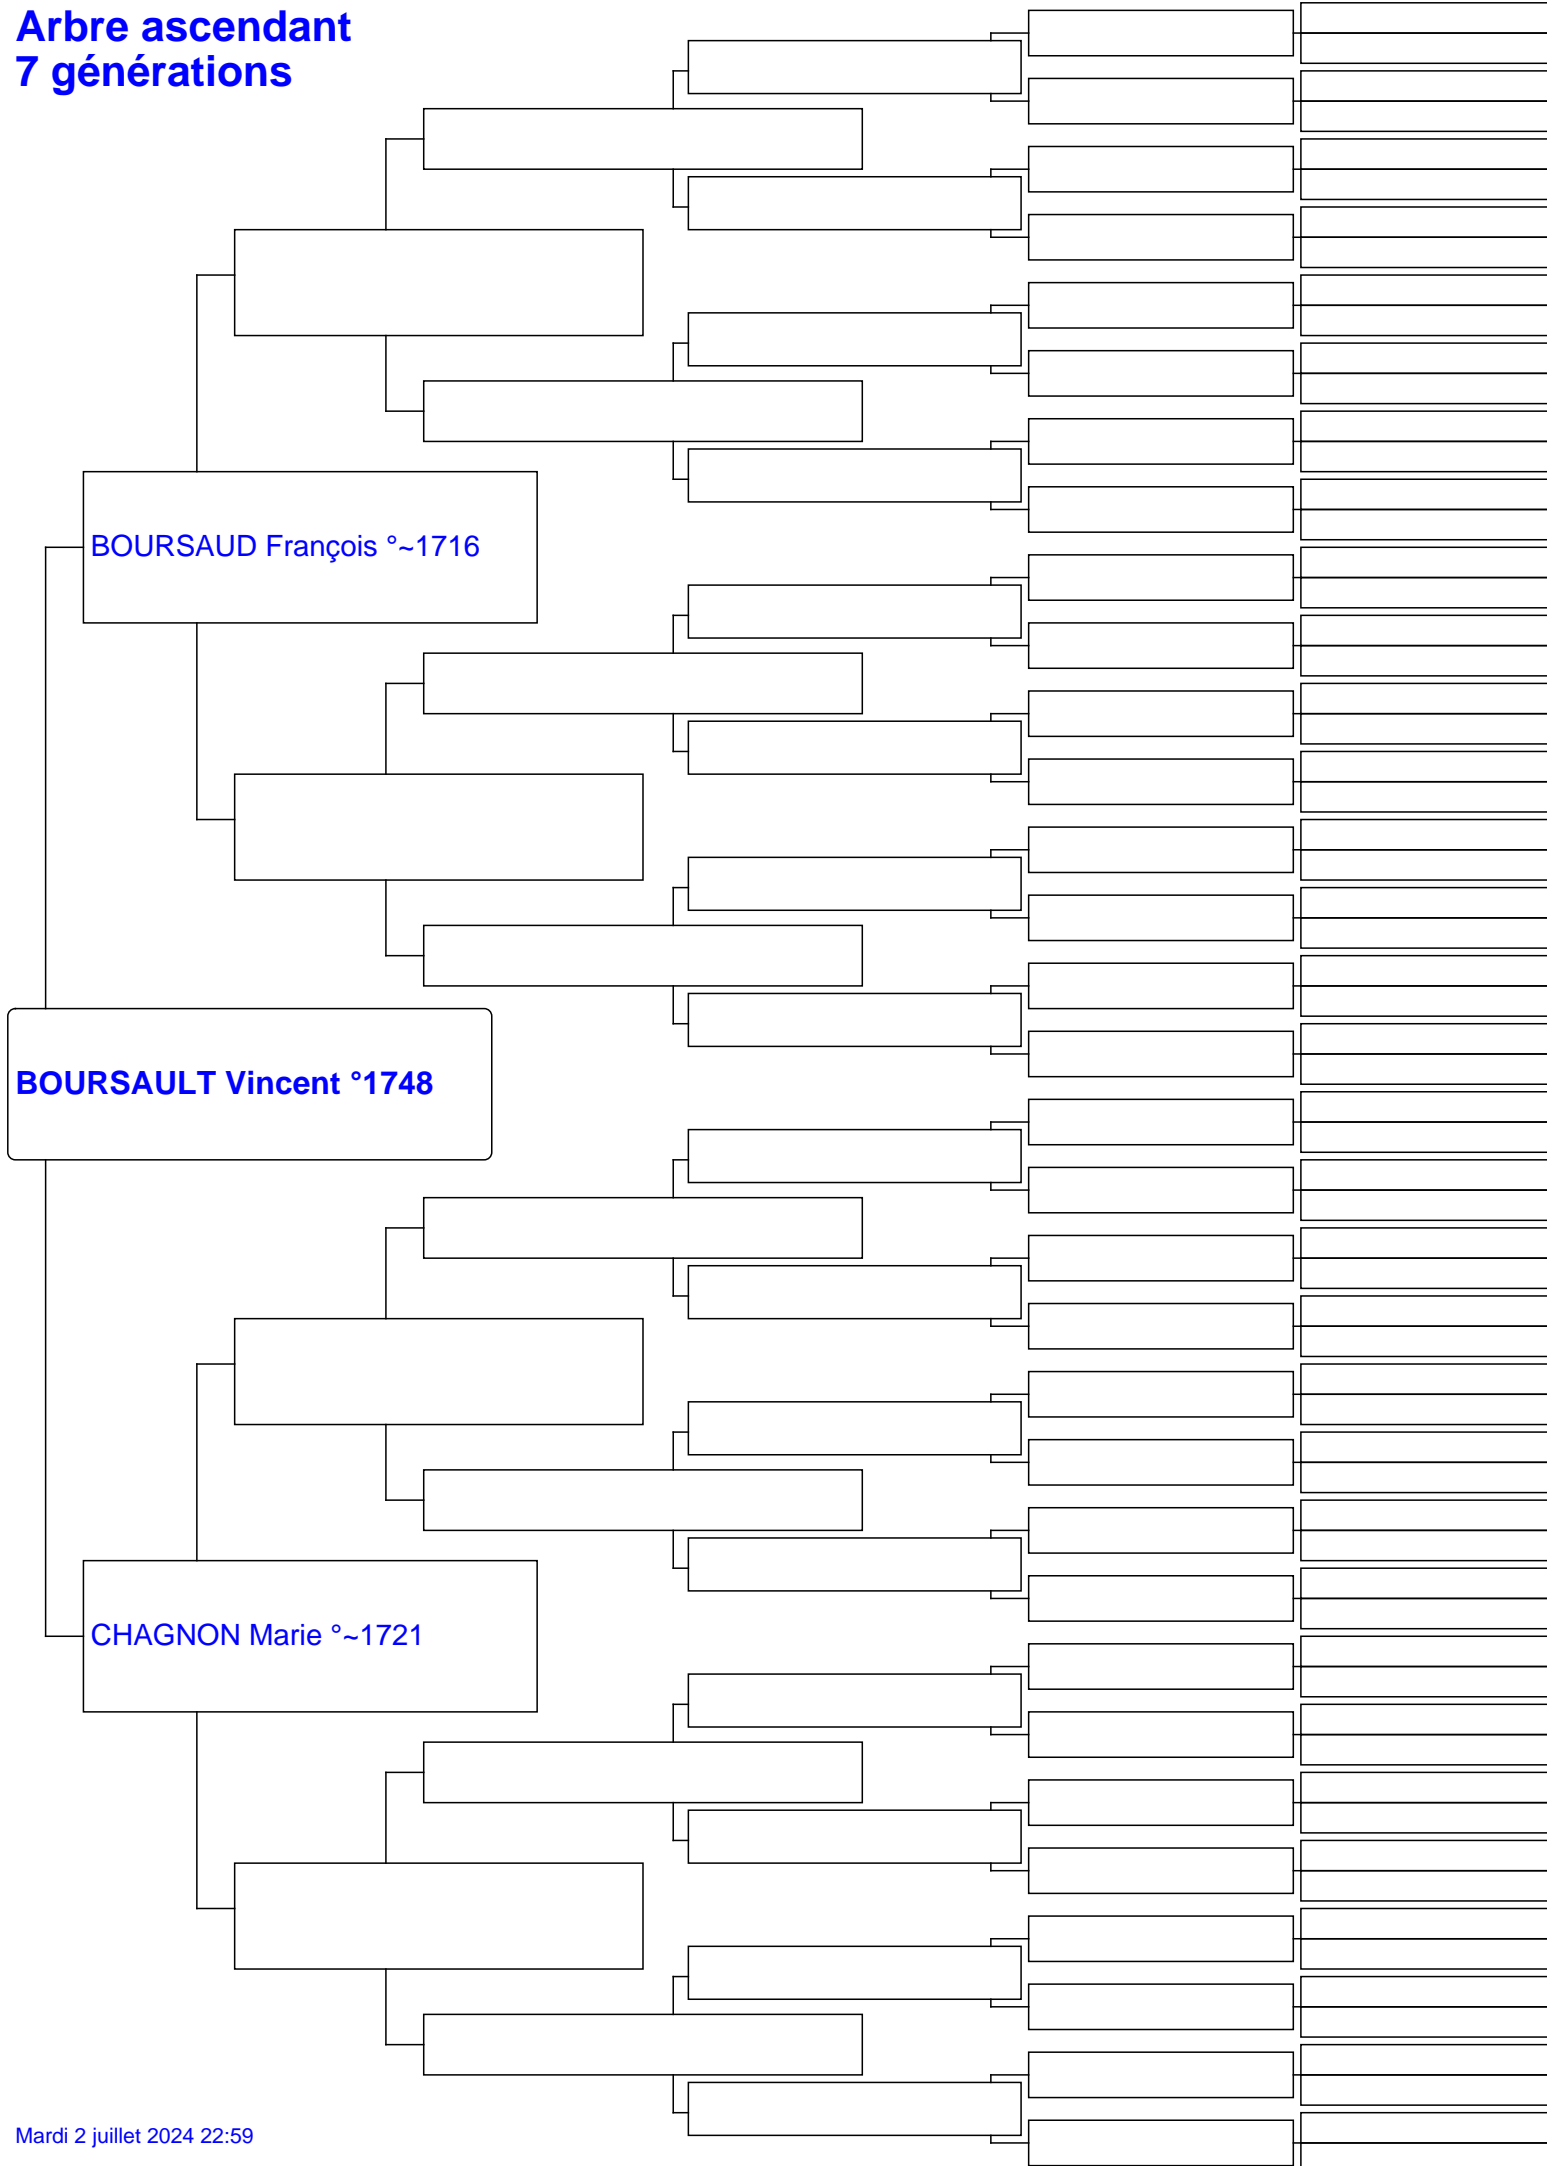 Arbre ascendant
7 générations
BOURSAUD François °~1716
BOURSAULT Vincent °1748
CHAGNON Marie °~1721
Mardi 2 juillet 2024 22:59